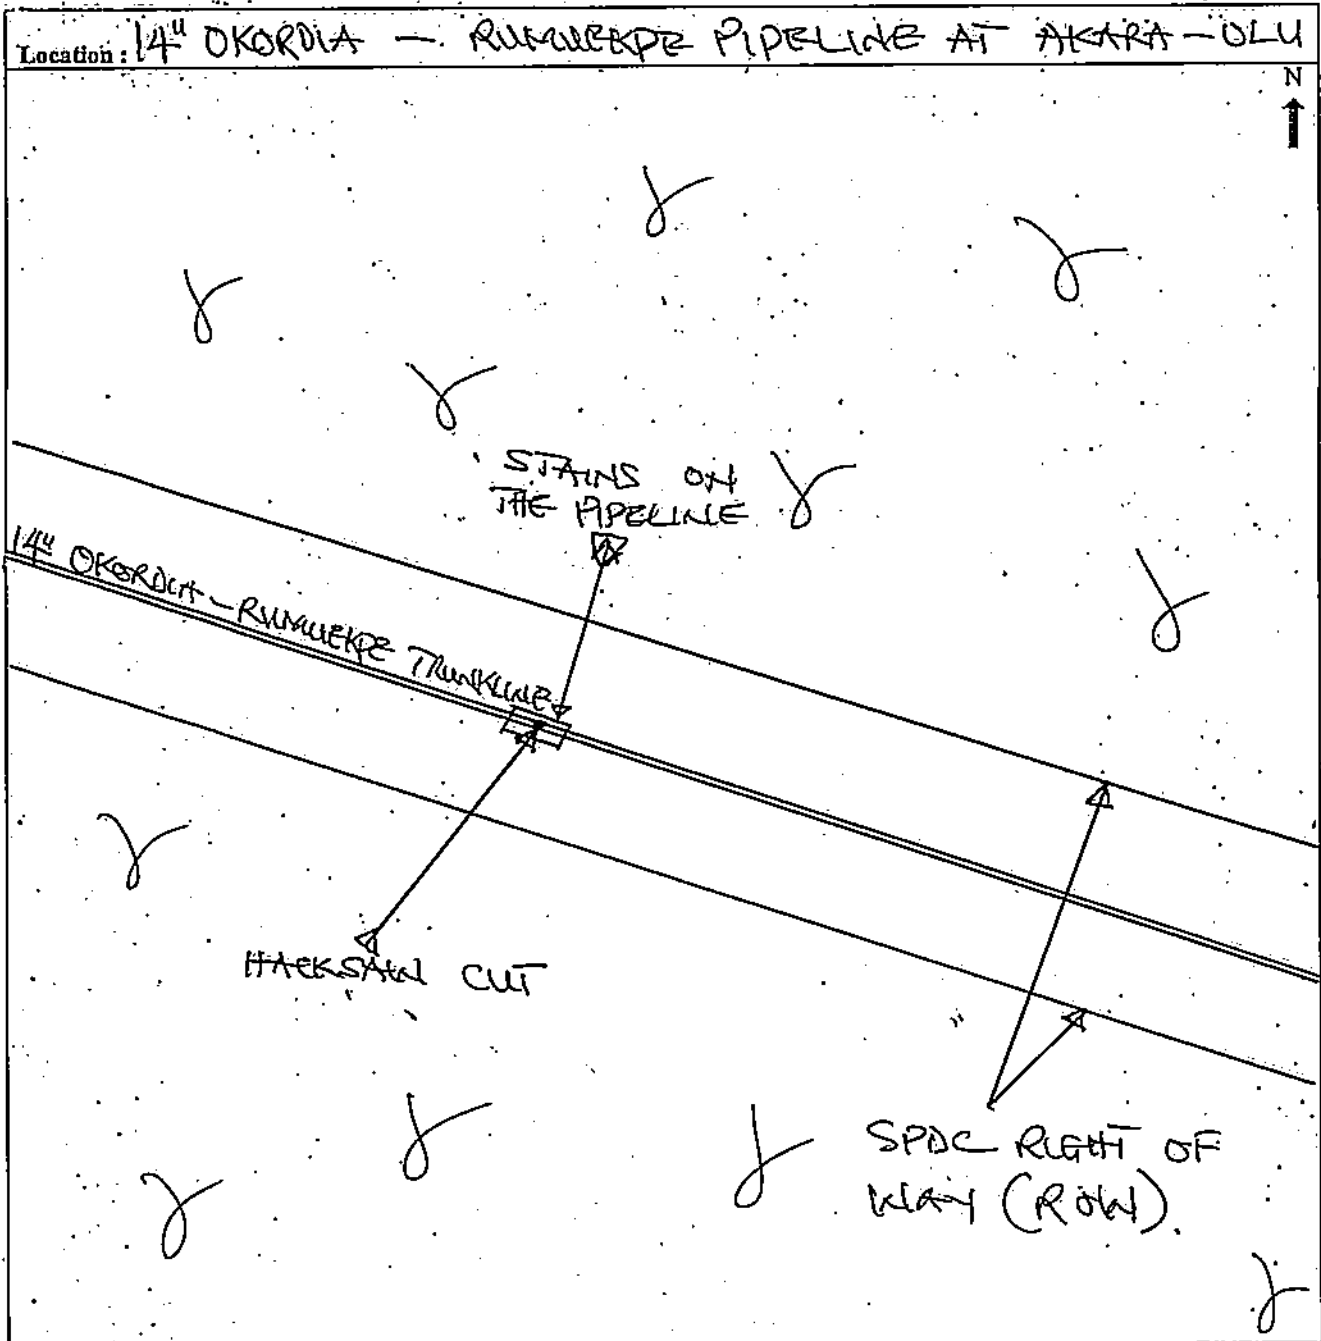 Location: 14" OKORDIA - RUMUEKPE PIPELINE AT AKARA-OLU
N
STAINS ON
THE PIPELINE
14" OKORDIA-RUMUEKPE TRUNKLINE
HACKSAW CUT
SPDC RIGHT OF
WAY (ROW).